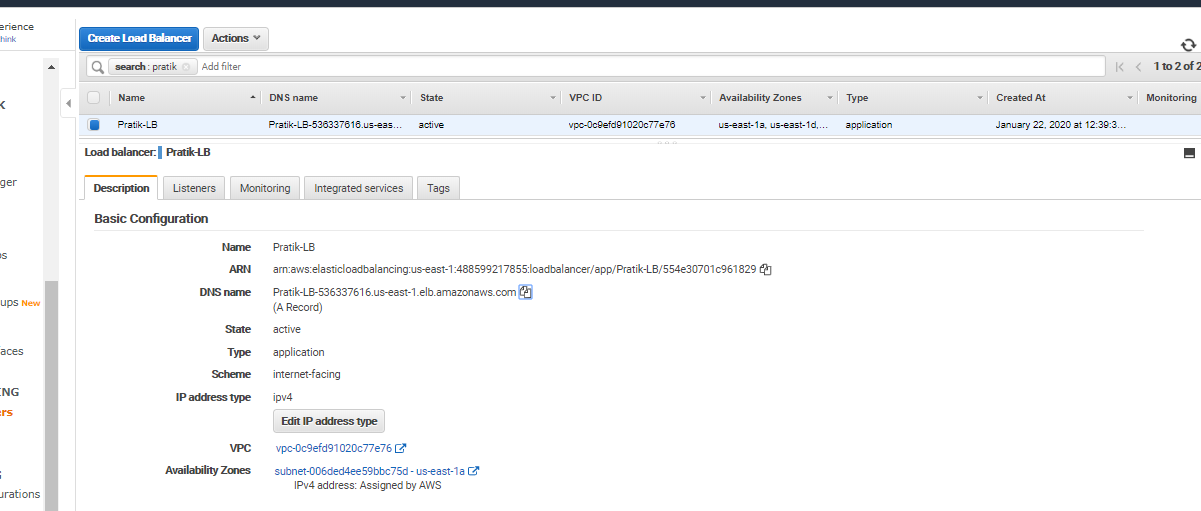 erience
hink
Create Load Balancer Actions
search : pratik Add filter 1 to 2 of 2
Name DNS name State VPC ID Availability Zones Type Created At Monitoring
Pratik-LB Pratik-LB-536337616.us-eas... active vpc-0c9efd91020c77e76 us-east-1a, us-east-1d,... application January 22, 2020 at 12:39:3...
Load balancer: Pratik-LB
ger
Description Listeners Monitoring Integrated services Tags
Basic Configuration
Name Pratik-LB
ARN arn:aws:elasticloadbalancing:us-east-1:488599217855:loadbalancer/app/Pratik-LB/554e30701c961829
DNS name Pratik-LB-536337616.us-east-1.elb.amazonaws.com
(A Record)
ups New
State active
Type application
aces
Scheme internet-facing
IP address type ipv4
NG
ers
Edit IP address type
VPC vpc-0c9efd91020c77e76
Availability Zones subnet-006ded4ee59bbc75d - us-east-1a
IPv4 address: Assigned by AWS
urations